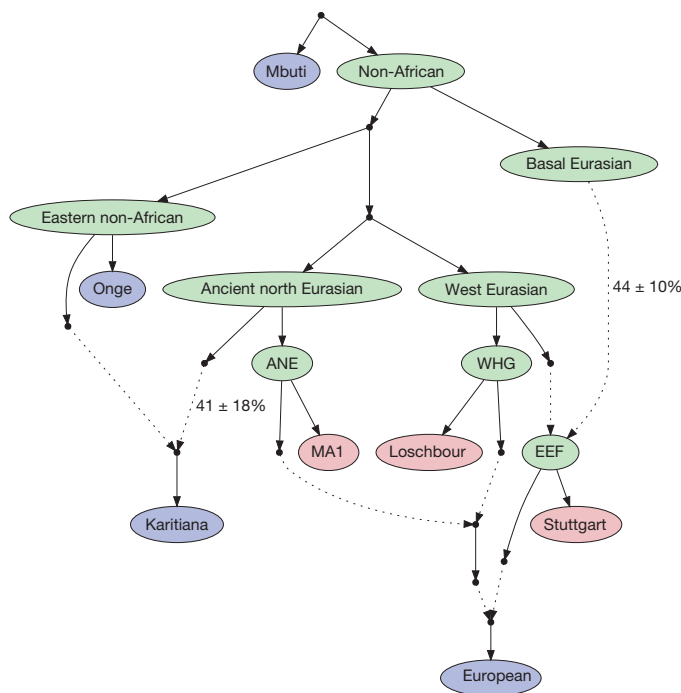 Mbuti
Non-African
Basal Eurasian
Eastern non-African
Onge
Ancient north Eurasian
West Eurasian
44 ± 10%
ANE
WHG
41 ± 18%
MA1
Loschbour
EEF
Karitiana
Stuttgart
European